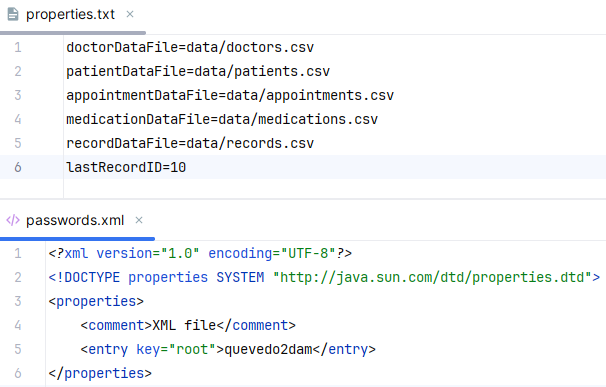 properties.txt ×
1 doctorDataFile=data/doctors.csv
2 patientDataFile=data/patients.csv
3 appointmentDataFile=data/appointments.csv
4 medicationDataFile=data/medications.csv
5 recordDataFile=data/records.csv
6 lastRecordID=10
</> passwords.xml ×
1 <?xml version="1.0" encoding="UTF-8"?>
2 <!DOCTYPE properties SYSTEM "http://java.sun.com/dtd/properties.dtd">
3 <properties>
4     <comment>XML file</comment>
5     <entry key="root">quevedo2dam</entry>
6 </properties>